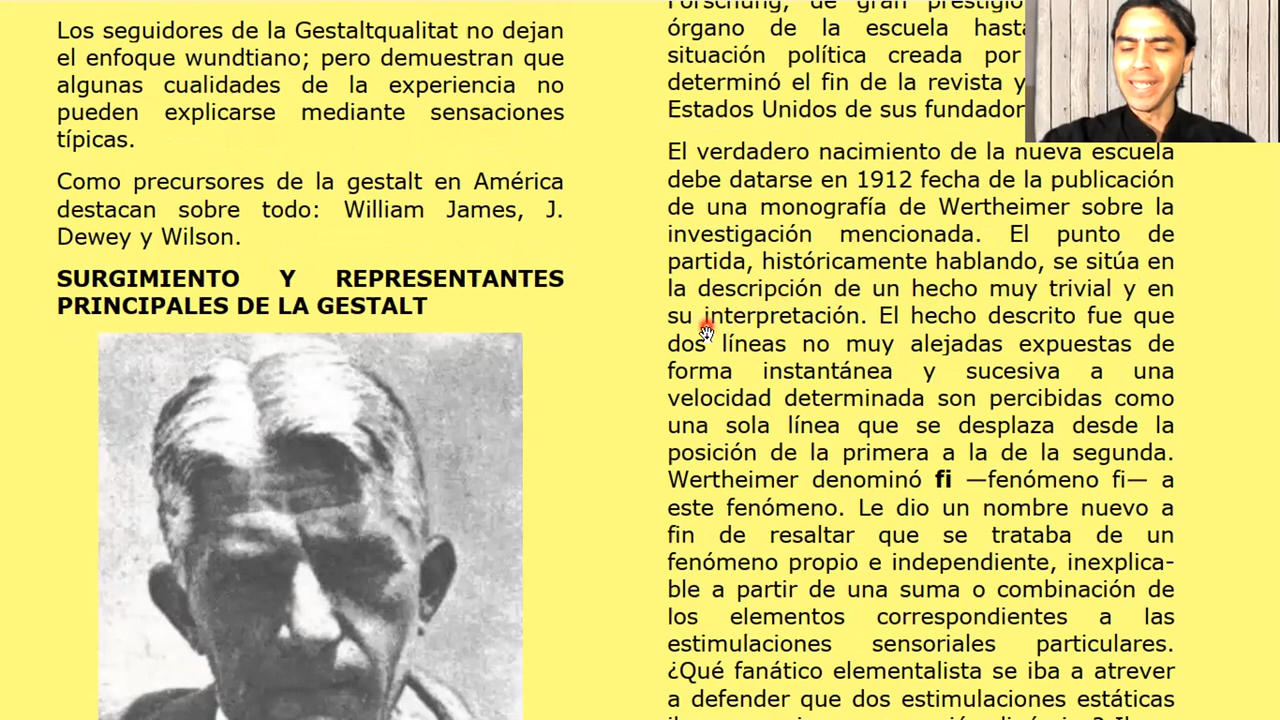 Los seguidores de la Gestaltqualitat no dejan
el enfoque wundtiano; pero demuestran que
algunas cualidades de la experiencia no
pueden explicarse mediante sensaciones
típicas.
Como precursores de la gestalt en América
destacan sobre todo: William James, J.
Dewey y Wilson.
SURGIMIENTO Y REPRESENTANTES
PRINCIPALES DE LA GESTALT
Forschung, de gran prestigio
órgano de la escuela hasta
situación política creada por
determinó el fin de la revista y
Estados Unidos de sus fundador
El verdadero nacimiento de la nueva escuela
debe datarse en 1912 fecha de la publicación
de una monografía de Wertheimer sobre la
investigación mencionada. El punto de
partida, históricamente hablando, se sitúa en
la descripción de un hecho muy trivial y en
su interpretación. El hecho descrito fue que
dos líneas no muy alejadas expuestas de
forma instantánea y sucesiva a una
velocidad determinada son percibidas como
una sola línea que se desplaza desde la
posición de la primera a la de la segunda.
Wertheimer denominó fi —fenómeno fi— a
este fenómeno. Le dio un nombre nuevo a
fin de resaltar que se trataba de un
fenómeno propio e independiente, inexplica-
ble a partir de una suma o combinación de
los elementos correspondientes a las
estimulaciones sensoriales particulares.
¿Qué fanático elementalista se iba a atrever
a defender que dos estimulaciones estáticas